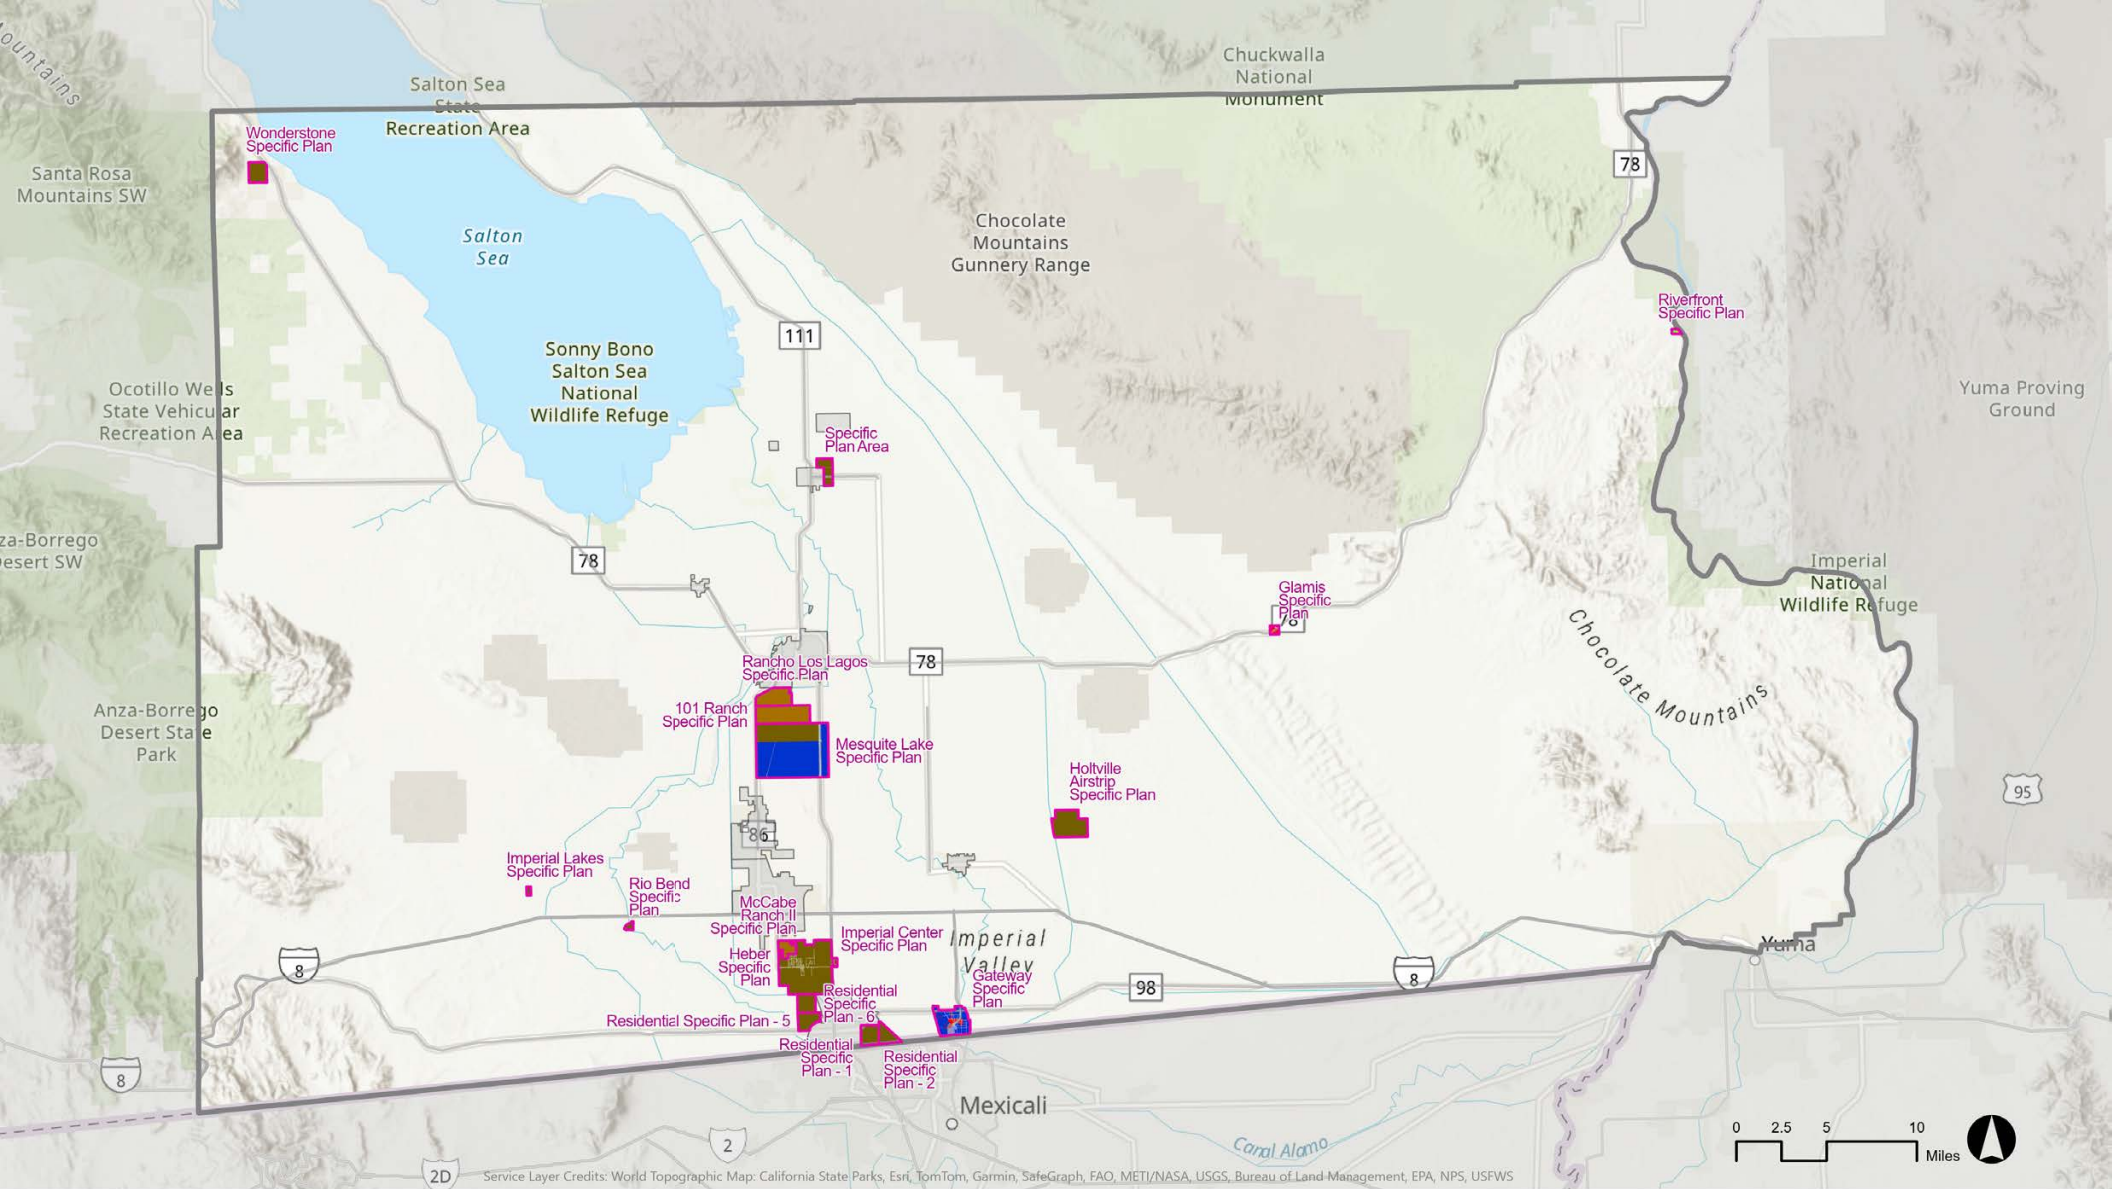 ountains
Chuckwalla
National
Monument
Salton Sea
State
Recreation Area
Wonderstone
Specific Plan
Santa Rosa
Mountains SW
78
Salton
Sea
Chocolate
Mountains
Gunnery Range
Riverfront
Specific Plan
111
Sonny Bono
Salton Sea
National
Wildlife Refuge
Ocotillo Wells
State Vehicular
Recreation Area
Yuma Proving
Ground
Specific
Plan Area
za-Borrego
Desert SW
78
Imperial
National
Wildlife Refuge
Glamis
Specific
Plan
78
Chocolate Mountains
Rancho Los Lagos
Specific Plan
78
101 Ranch
Specific Plan
Anza-Borrego
Desert State
Park
Mesquite Lake
Specific Plan
Holtville
Airstrip
Specific Plan
95
86
Imperial Lakes
Specific Plan
Rio Bend
Specific
Plan
McCabe
Ranch II
Specific Plan
Imperial Center
Specific Plan
Imperial
Valley
Heber
Specific
Plan
8
Gateway
Specific
Plan
98
8
Yuma
Residential
Specific
Plan - 6
Residential Specific Plan - 5
Residential
Specific
Plan - 1
Residential
Specific
Plan - 2
8
Mexicali
2
Canal Alamo
2D
0 2.5 5 10
Miles
Service Layer Credits: World Topographic Map: California State Parks, Esri, TomTom, Garmin, SafeGraph, FAO, METI/NASA, USGS, Bureau of Land Management, EPA, NPS, USFWS